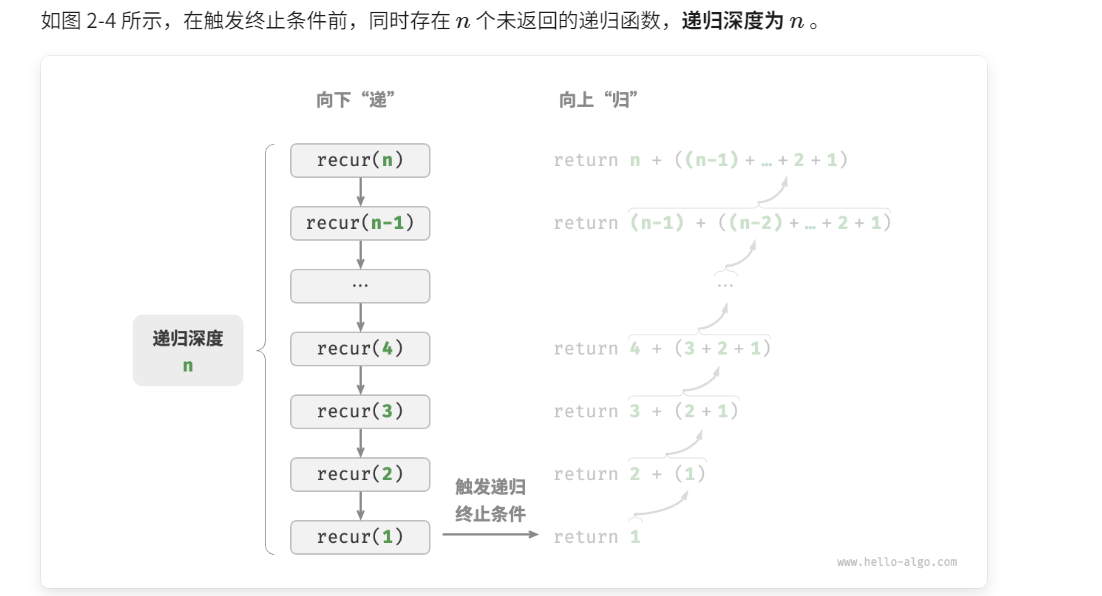 如图 2-4 所示，在触发终止条件前，同时存在 n 个未返回的递归函数，递归深度为 n 。
向下“递”
向上“归”
recur(n)
return n + ((n-1) + … + 2 + 1)
recur(n-1)
return (n-1) + ((n-2) + … + 2 + 1)
…
…
递归深度
n
recur(4)
return 4 + (3 + 2 + 1)
recur(3)
return 3 + (2 + 1)
recur(2)
return 2 + (1)
触发递归
终止条件
recur(1)
return 1
www.hello-algo.com